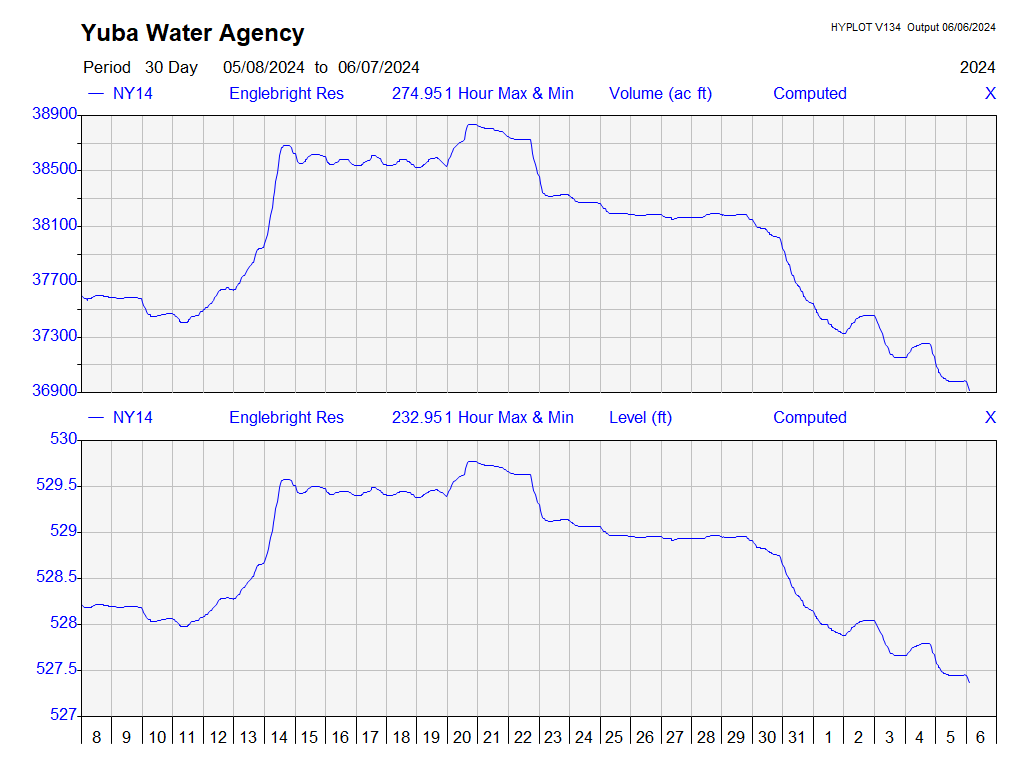 Yuba Water Agency
HYPLOT V134 Output 06/06/2024
Period 30 Day 05/08/2024 to 06/07/2024
2024
NY14 Englebright Res 274.951 Hour Max & Min Volume (ac ft) Computed X
38900
38500
38100
37700
37300
36900
NY14 Englebright Res 232.951 Hour Max & Min Level (ft) Computed X
530
529.5
529
528.5
528
527.5
527
8 9 10 11 12 13 14 15 16 17 18 19 20 21 22 23 24 25 26 27 28 29 30 31 1 2 3 4 5 6